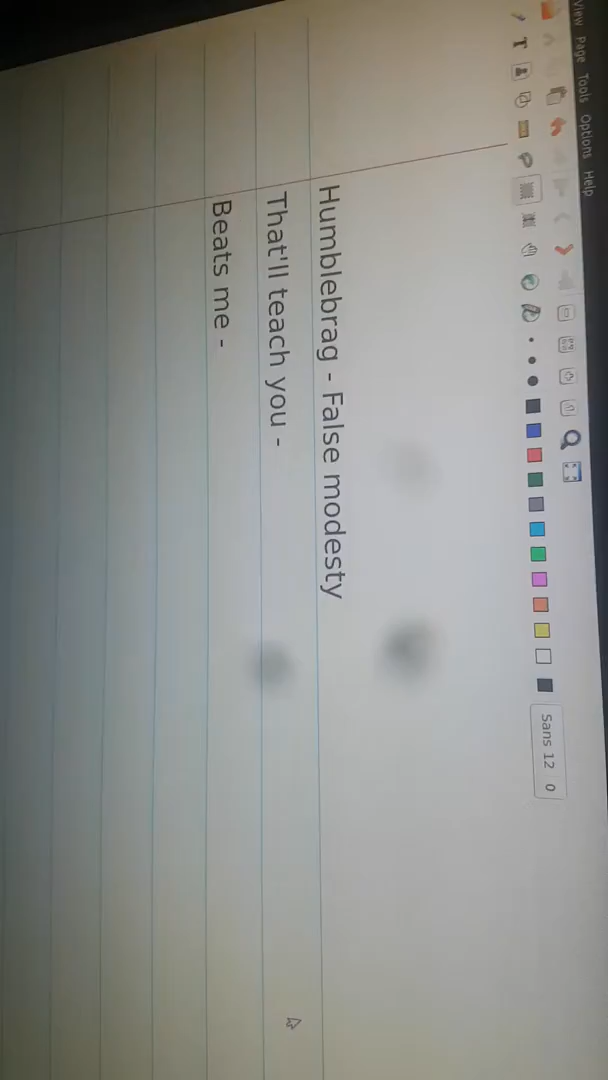 View Page Tools Options Help
Sans 12 0
Humblebrag - False modesty
That'll teach you -
Beats me -